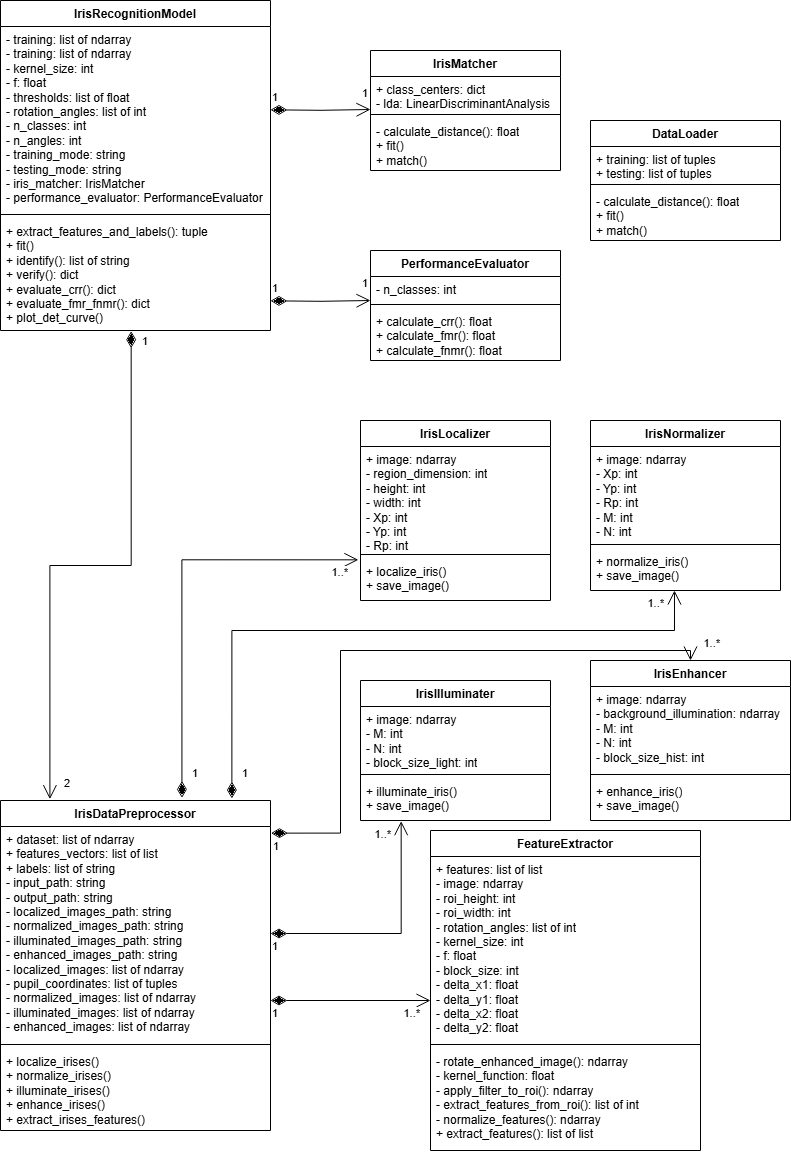 IrisRecognitionModel
- training: list of ndarray
- training: list of ndarray
- kernel_size: int
- f: float
- thresholds: list of float
- rotation_angles: list of int
- n_classes: int
- n_angles: int
- training_mode: string
- testing_mode: string
- iris_matcher: IrisMatcher
- performance_evaluator: PerformanceEvaluator
+ extract_features_and_labels(): tuple
+ fit()
+ identify(): list of string
+ verify(): dict
+ evaluate_crr(): dict
+ evaluate_fmr_fnmr(): dict
+ plot_det_curve()
1
1
IrisMatcher
+ class_centers: dict
- lda: LinearDiscriminantAnalysis
- calculate_distance(): float
+ fit()
+ match()
DataLoader
+ training: list of tuples
+ testing: list of tuples
- calculate_distance(): float
+ fit()
+ match()
1
1
PerformanceEvaluator
- n_classes: int
+ calculate_crr(): float
+ calculate_fmr(): float
+ calculate_fnmr(): float
1
IrisLocalizer
+ image: ndarray
- region_dimension: int
- height: int
- width: int
- Xp: int
- Yp: int
- Rp: int
+ localize_iris()
+ save_image()
1..*
IrisNormalizer
+ image: ndarray
- Xp: int
- Yp: int
- Rp: int
- M: int
- N: int
+ normalize_iris()
+ save_image()
1..*
1..*
IrisEnhancer
+ image: ndarray
- background_illumination: ndarray
- M: int
- N: int
- block_size_hist: int
+ enhance_iris()
+ save_image()
IrisIlluminater
+ image: ndarray
- M: int
- N: int
- block_size_light: int
+ illuminate_iris()
+ save_image()
1..*
2
1
1
IrisDataPreprocessor
+ dataset: list of ndarray
+ features_vectors: list of list
+ labels: list of string
- input_path: string
- output_path: string
- localized_images_path: string
- normalized_images_path: string
- illuminated_images_path: string
- enhanced_images_path: string
- localized_images: list of ndarray
- pupil_coordinates: list of tuples
- normalized_images: list of ndarray
- illuminated_images: list of ndarray
- enhanced_images: list of ndarray
+ localize_irises()
+ normalize_irises()
+ illuminate_irises()
+ enhance_irises()
+ extract_irises_features()
1
1
1
1..*
FeatureExtractor
+ features: list of list
- image: ndarray
- roi_height: int
- roi_width: int
- rotation_angles: list of int
- kernel_size: int
- f: float
- block_size: int
- delta_x1: float
- delta_y1: float
- delta_x2: float
- delta_y2: float
- rotate_enhanced_image(): ndarray
- kernel_function: float
- apply_filter_to_roi(): ndarray
- extract_features_from_roi(): list of int
- normalize_features(): ndarray
+ extract_features(): list of list